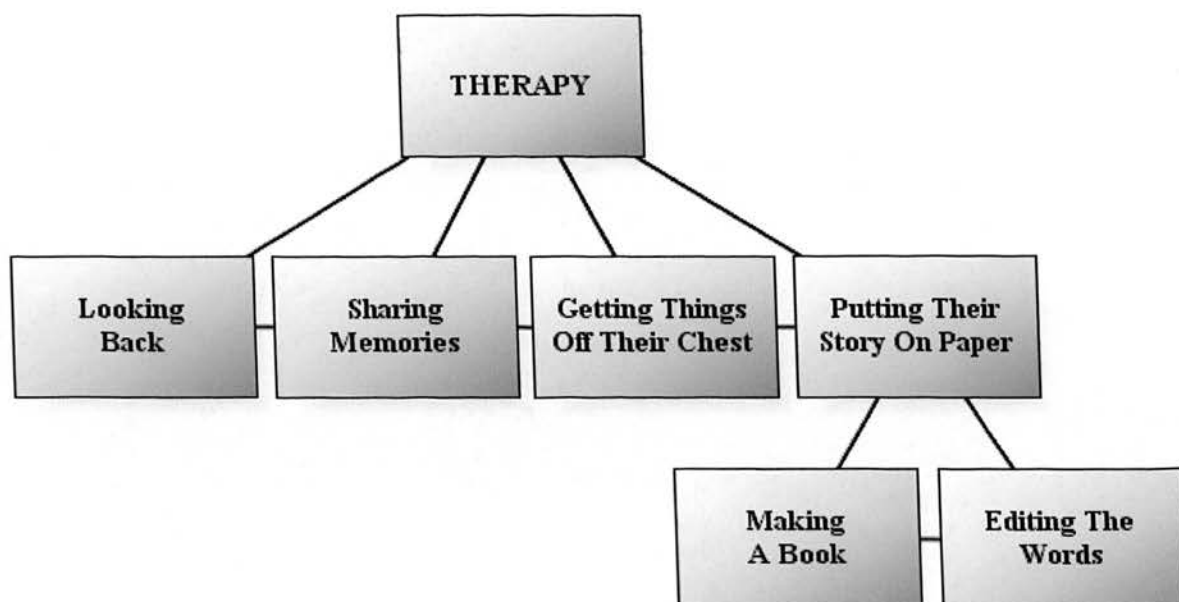 THERAPY
Looking
Back
Sharing
Memories
Getting Things
Off Their Chest
Putting Their
Story On Paper
Making
A Book
Editing The
Words